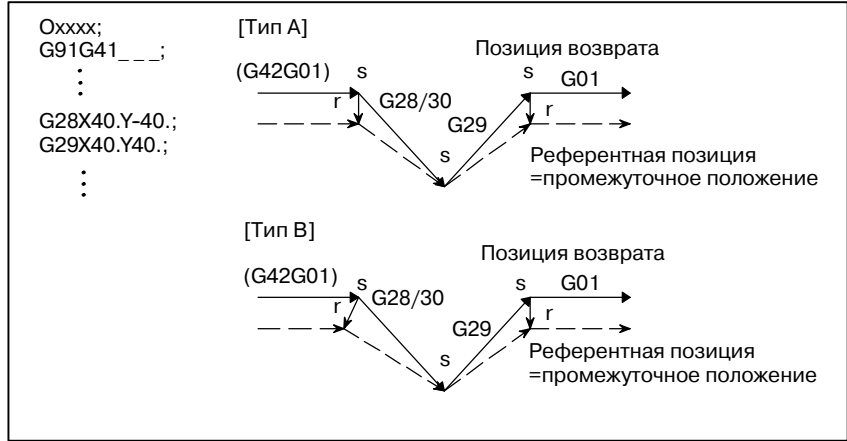 Oxxxx;
G91G41_ _ _;
G28X40.Y-40.;
G29X40.Y40.;
[Тип A]
Позиция возврата
(G42G01)
s
s
G01
r
G28/30
r
G29
s
Референтная позиция
=промежуточное положение
[Тип B]
Позиция возврата
(G42G01)
s
s
G01
r
G28/30
r
G29
s
Референтная позиция
=промежуточное положение